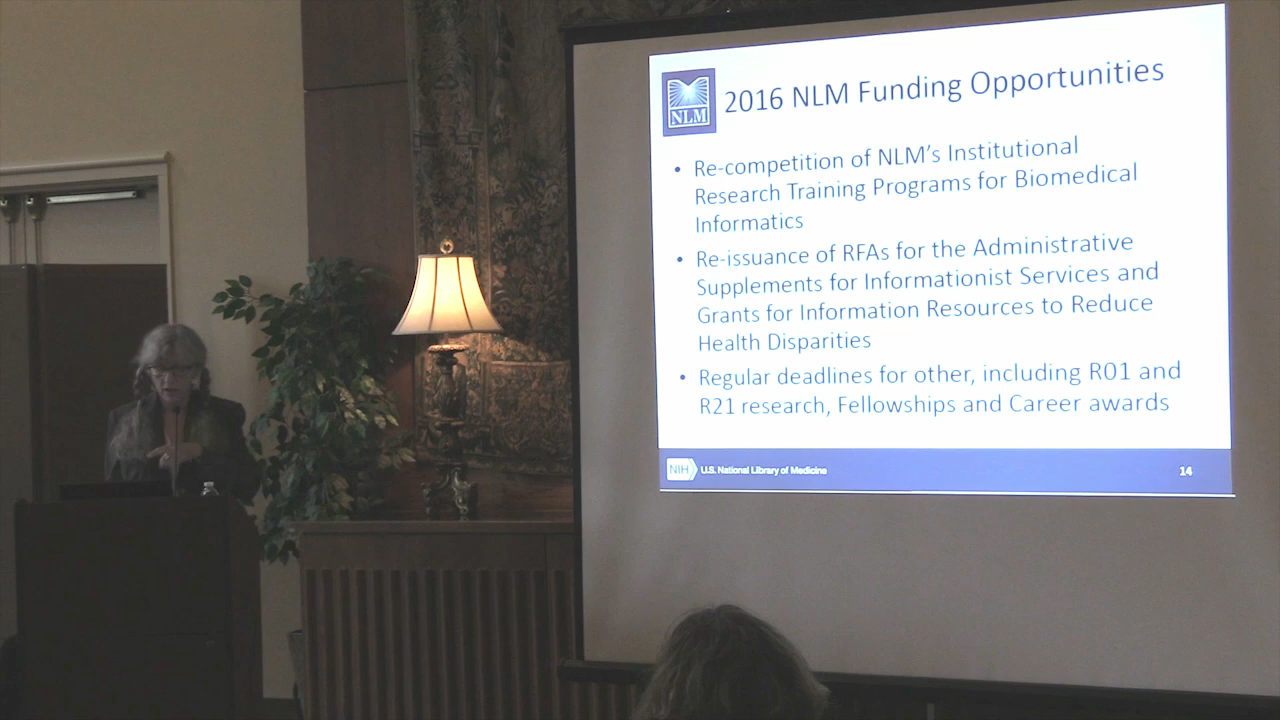 NLM
2016 NLM Funding Opportunities
• Re-competition of NLM's Institutional
Research Training Programs for Biomedical
Informatics
• Re-issuance of RFAs for the Administrative
Supplements for Informationist Services and
Grants for Information Resources to Reduce
Health Disparities
• Regular deadlines for other, including R01 and
R21 research, Fellowships and Career awards
NIH U.S. National Library of Medicine
14